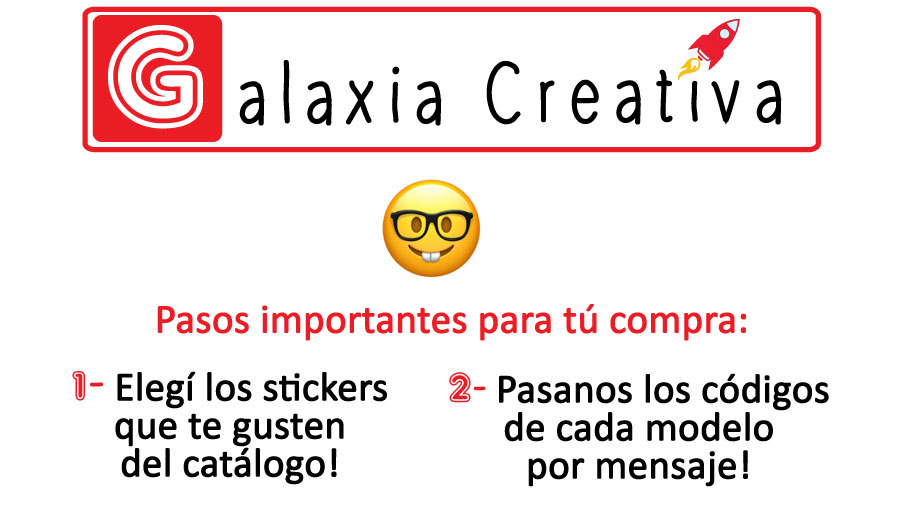 Galaxia Creativa
Pasos importantes para tú compra:
1- Elegí los stickers
que te gusten
del catálogo!
2- Pasanos los códigos
de cada modelo
por mensaje!